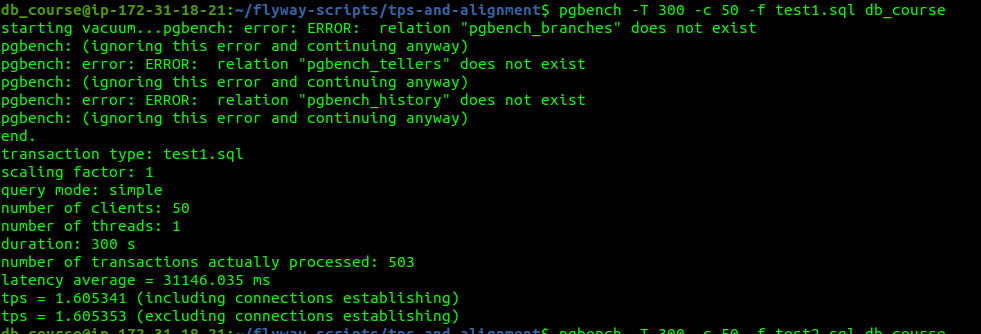 db_course@ip-172-31-18-21:~/flyway-scripts/tps-and-alignment$ pgbench -T 300 -c 50 -f test1.sql db_course
starting vacuum...pgbench: error: ERROR:  relation "pgbench_branches" does not exist
pgbench: (ignoring this error and continuing anyway)
pgbench: error: ERROR:  relation "pgbench_tellers" does not exist
pgbench: (ignoring this error and continuing anyway)
pgbench: error: ERROR:  relation "pgbench_history" does not exist
pgbench: (ignoring this error and continuing anyway)
end.
transaction type: test1.sql
scaling factor: 1
query mode: simple
number of clients: 50
number of threads: 1
duration: 300 s
number of transactions actually processed: 503
latency average = 31146.035 ms
tps = 1.605341 (including connections establishing)
tps = 1.605353 (excluding connections establishing)
db_course@ip-172-31-18-21:~/flyway-scripts/tps-and-alignment$ pgbench -T 300 -c 50 -f test2.sql db_course